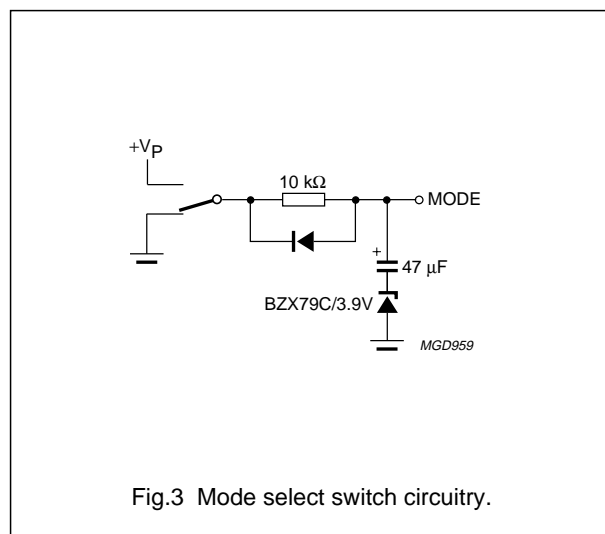 +VP
10 kΩ
MODE
+
47 μF
BZX79C/3.9V
MGD959
Fig.3 Mode select switch circuitry.